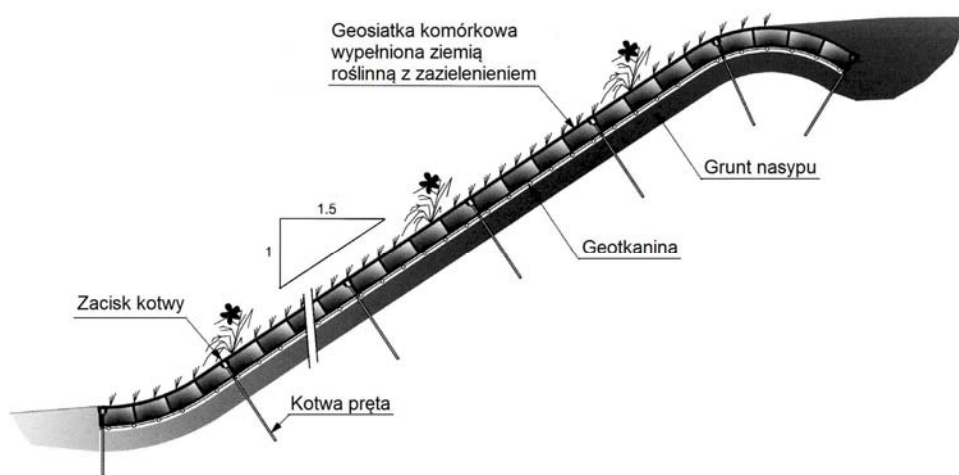 Geosiatka komórkowa
wypełniona ziemią
roślinną z zazielenieniem
Grunt nasypu
1.5
1
Geotkanina
Zacisk kotwy
Kotwa pręta